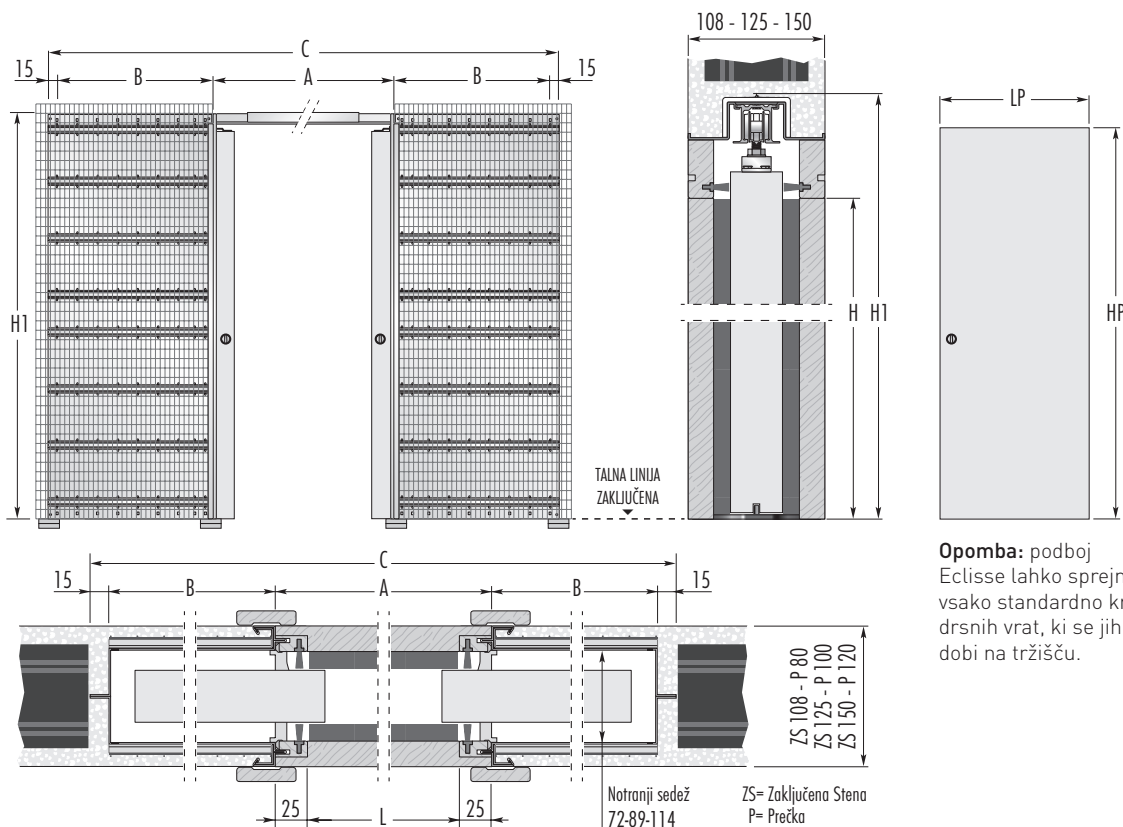 C
15
B
A
B
15
H1
108 - 125 - 150
H
H1
LP
HP
TALNA LINIJA
ZAKLJUČENA
C
15
B
A
B
15
25
L
25
Notranji sedež
72-89-114
ZS 108 - P 80
ZS 125 - P 100
ZS 150 - P 120
ZS= Zaključena Stena
P= Prečka
Opomba: podboj
Eclisse lahko
vsako standardno
drsnih vrat, ki se jih
dobi na tržišču.